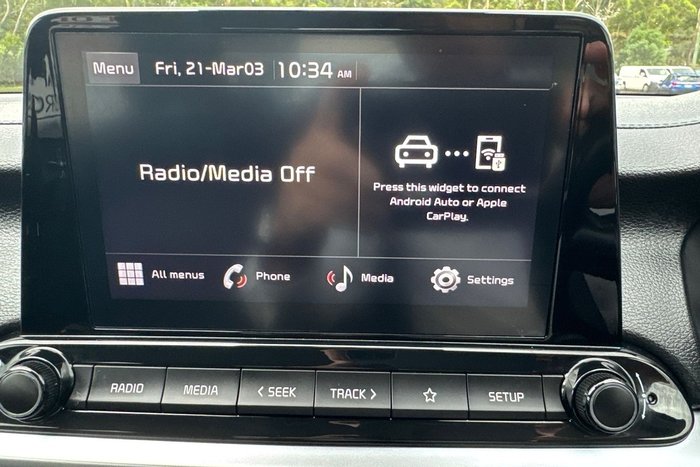 Menu Fri, 21-Mar03 10:34 AM
Radio/Media Off
Press this widget to connect
Android Auto or Apple
CarPlay.
All menus Phone Media Settings
RADIO MEDIA < SEEK TRACK > SETUP